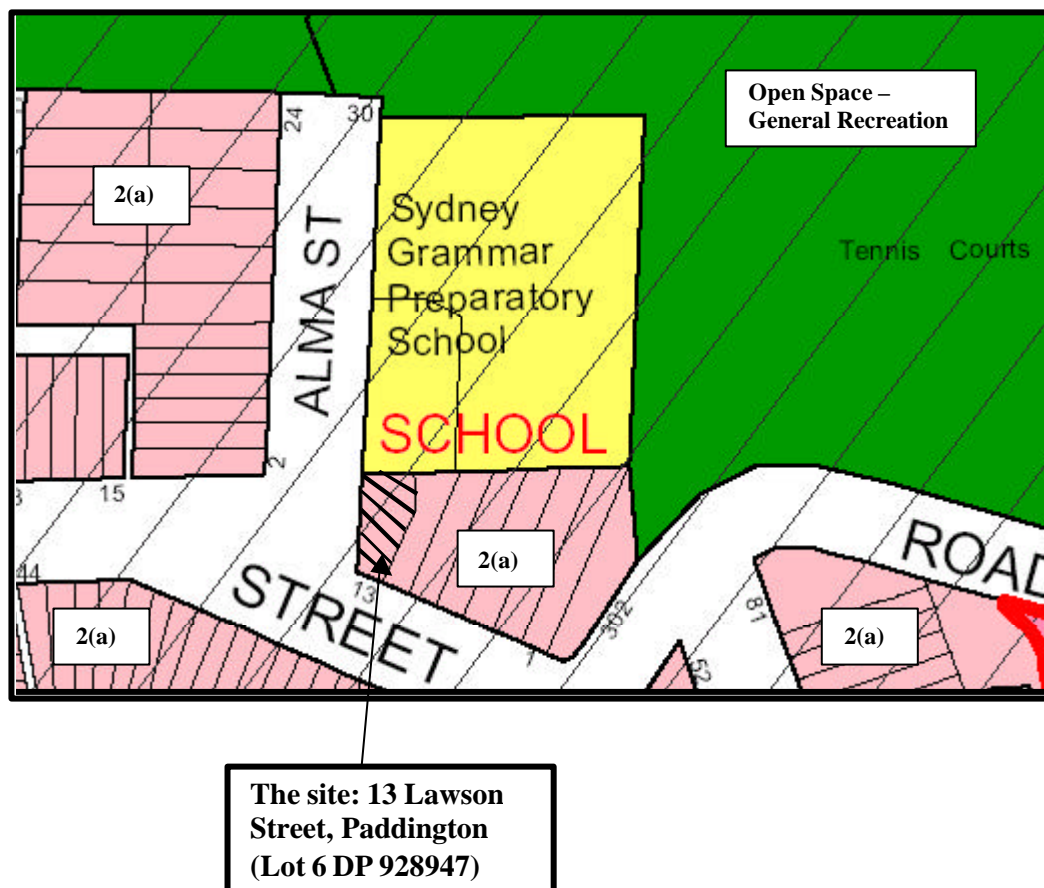 Open Space –
General Recreation
24
30
2(a)
Sydney
Grammar
Preparatory
School
Tennis Courts
ALMA ST
SCHOOL
2
15
2(a)
ROAD
44
13
STREET
302
81
2(a)
2(a)
1
52
The site: 13 Lawson
Street, Paddington
(Lot 6 DP 928947)